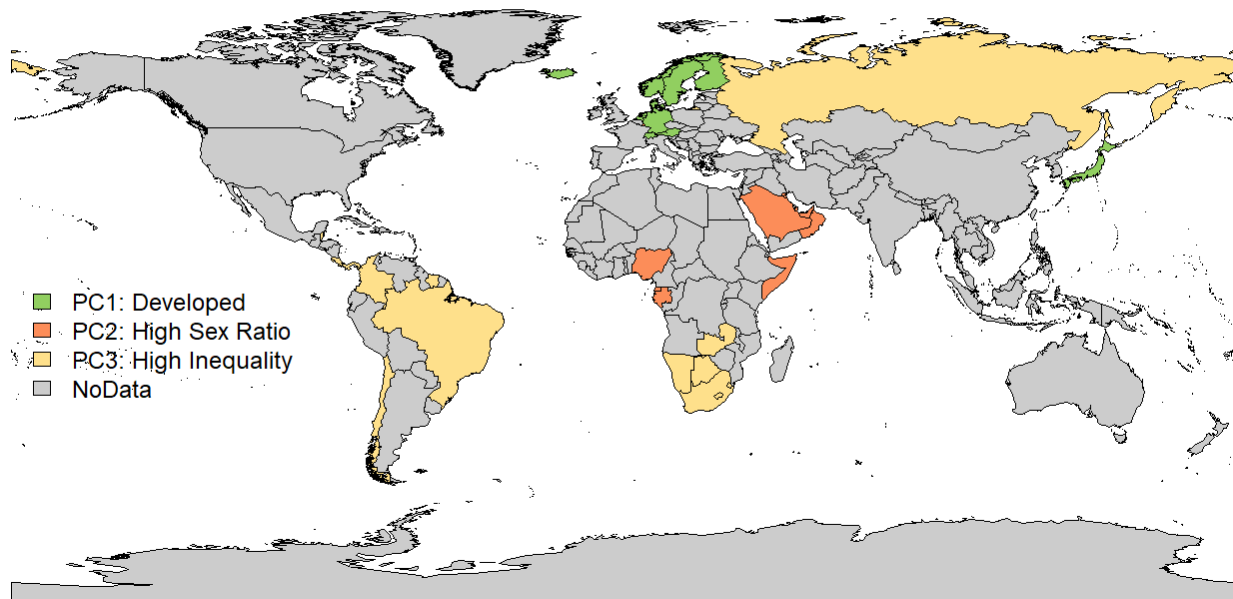 PC1: Developed
PC2: High Sex Ratio
PC3: High Inequality
NoData